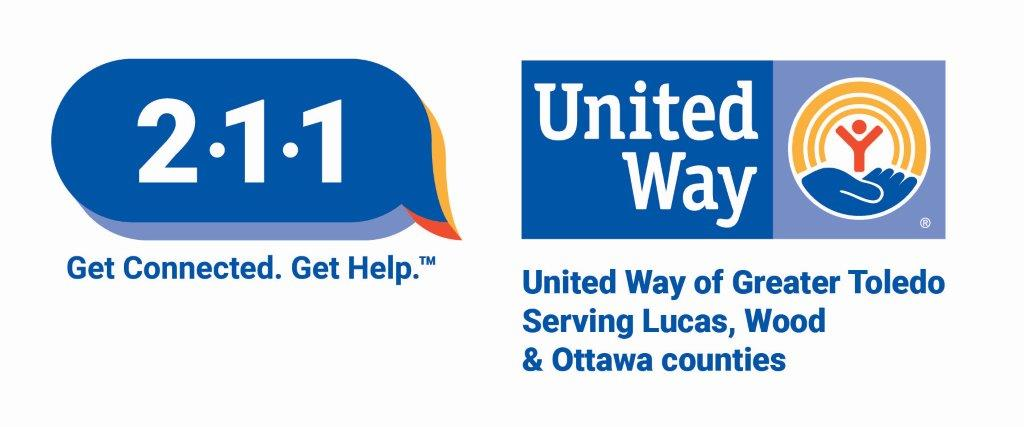 2·1·1
Get Connected. Get Help.™
United
Way
®
United Way of Greater Toledo
Serving Lucas, Wood
& Ottawa counties